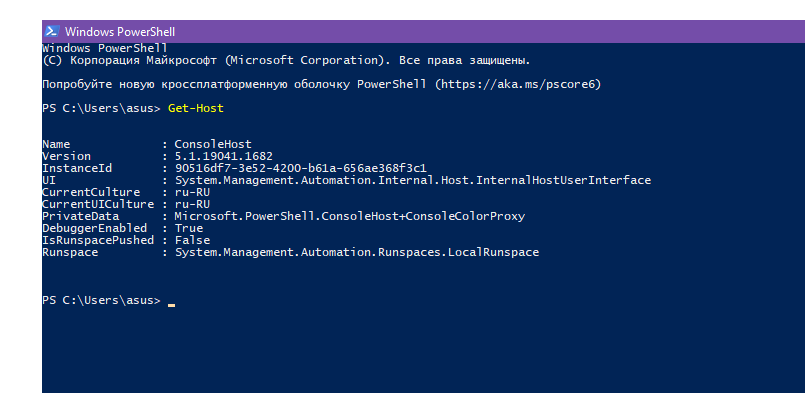 Windows PowerShell
Windows PowerShell
(C) Корпорация Майкрософт (Microsoft Corporation). Все права защищены.
Попробуйте новую кроссплатформенную оболочку PowerShell (https://aka.ms/pscore6)
PS C:\Users\asus> Get-Host
Name             : ConsoleHost
Version          : 5.1.19041.1682
InstanceId       : 90516df7-3e52-4200-b61a-656ae368f3c1
UI               : System.Management.Automation.Internal.Host.InternalHostUserInterface
CurrentCulture   : ru-RU
CurrentUICulture : ru-RU
PrivateData      : Microsoft.PowerShell.ConsoleHost+ConsoleColorProxy
DebuggerEnabled  : True
IsRunspacePushed : False
Runspace         : System.Management.Automation.Runspaces.LocalRunspace
PS C:\Users\asus>